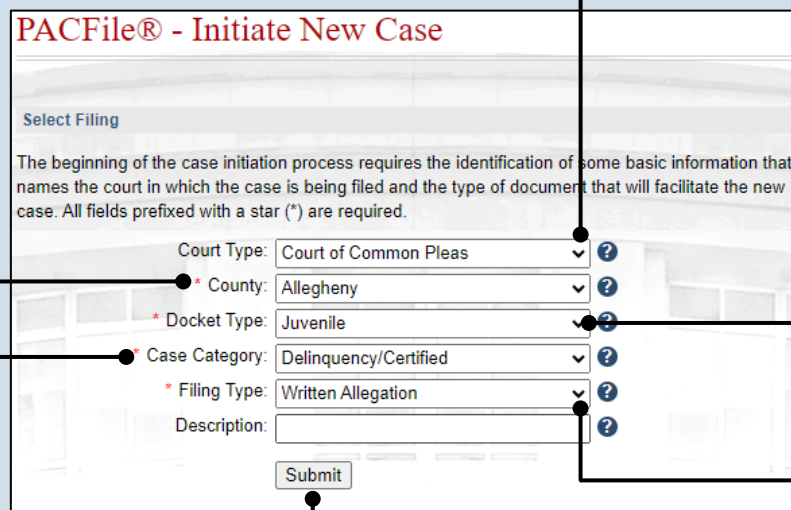 PACFile® - Initiate New Case
Select Filing
The beginning of the case initiation process requires the identification of some basic information that
names the court in which the case is being filed and the type of document that will facilitate the new
case. All fields prefixed with a star (*) are required.
Court Type: Court of Common Pleas ?
* County: Allegheny ?
* Docket Type: Juvenile ?
* Case Category: Delinquency/Certified ?
* Filing Type: Written Allegation ?
Description: ?
Submit